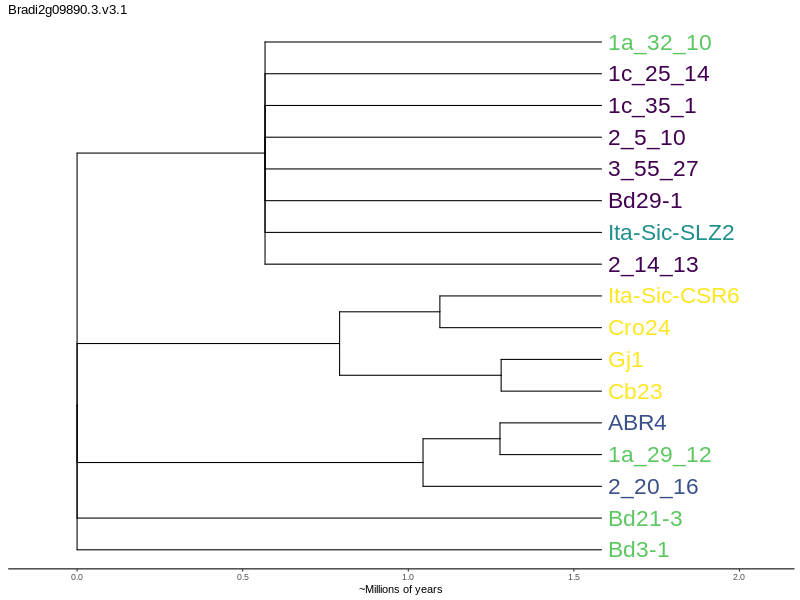 Bradi2g09890.3.v3.1
1a_32_10
1c_25_14
1c_35_1
2_5_10
3_55_27
Bd29-1
Ita-Sic-SLZ2
2_14_13
Ita-Sic-CSR6
Cro24
Gj1
Cb23
ABR4
1a_29_12
2_20_16
Bd21-3
Bd3-1
0.0 0.5 1.0 1.5 2.0
~Millions of years